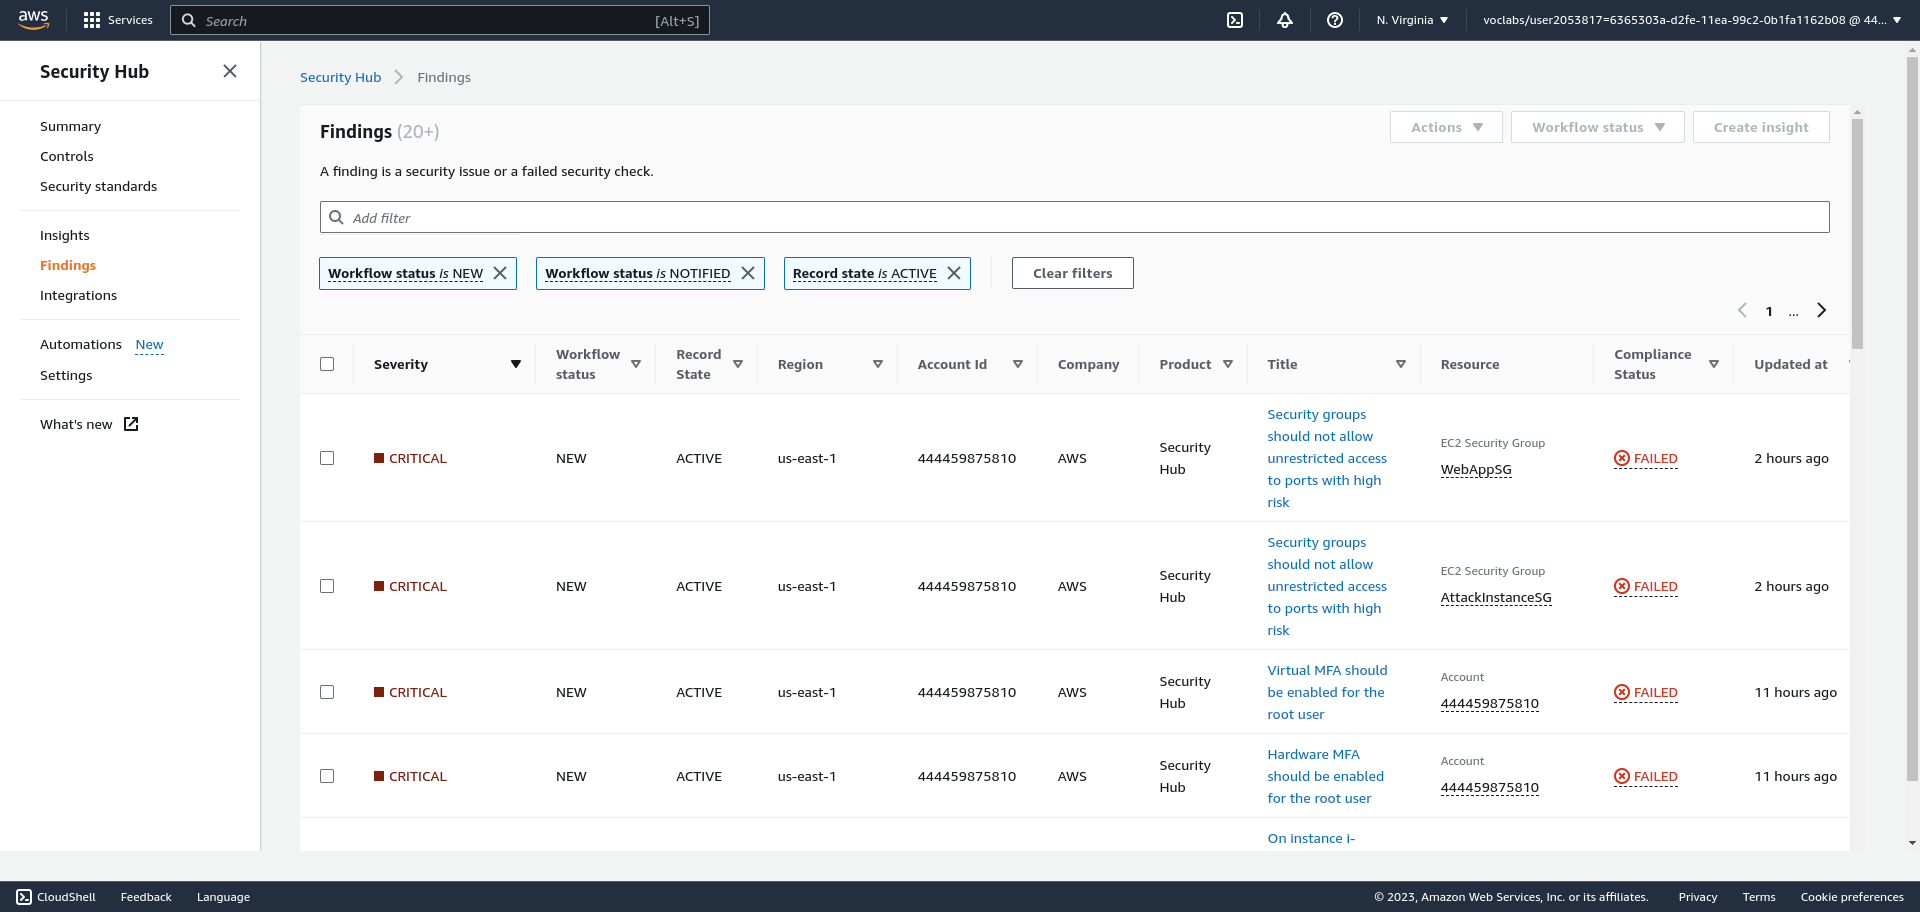 aws
Services
Search
[Alt+S]
N. Virginia
voclabs/user2053817=6365303a-d2fe-11ea-99c2-0b1fa1162b08 @ 44...
Security Hub
Summary
Controls
Security standards
Insights
Findings
Integrations
Automations New
Settings
What's new
Security Hub
Findings
Findings (20+)
Actions
Workflow status
Create insight
A finding is a security issue or a failed security check.
Add filter
Workflow status is NEW
Workflow status is NOTIFIED
Record state is ACTIVE
Clear filters
1 ...
Severity
Workflow
status
Record
State
Region
Account Id
Company
Product
Title
Resource
Compliance
Status
Updated at
CRITICAL
NEW
ACTIVE
us-east-1
444459875810
AWS
Security
Hub
Security groups
should not allow
unrestricted access
to ports with high
risk
EC2 Security Group
WebAppSG
FAILED
2 hours ago
CRITICAL
NEW
ACTIVE
us-east-1
444459875810
AWS
Security
Hub
Security groups
should not allow
unrestricted access
to ports with high
risk
EC2 Security Group
AttackInstanceSG
FAILED
2 hours ago
CRITICAL
NEW
ACTIVE
us-east-1
444459875810
AWS
Security
Hub
Virtual MFA should
be enabled for the
root user
Account
444459875810
FAILED
11 hours ago
CRITICAL
NEW
ACTIVE
us-east-1
444459875810
AWS
Security
Hub
Hardware MFA
should be enabled
for the root user
Account
444459875810
FAILED
11 hours ago
On instance i-
CloudShell
Feedback
Language
© 2023, Amazon Web Services, Inc. or its affiliates.
Privacy
Terms
Cookie preferences